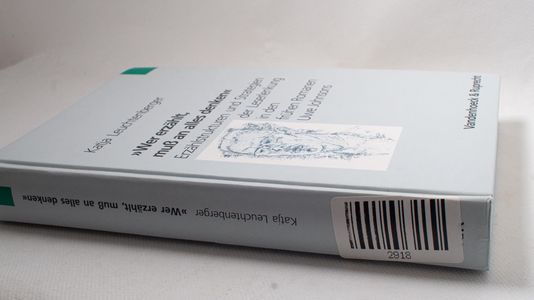 Katja Leuchtenberger
»Wer erzählt,
muß an alles denken«
Erzählstrukturen und Strategien
der Leserlenkung
in den
frühen Romanen
Uwe Johnsons
Vandenhoeck & Ruprecht
Katja Leuchtenberger
»Wer erzählt, muß an alles denken«
2918